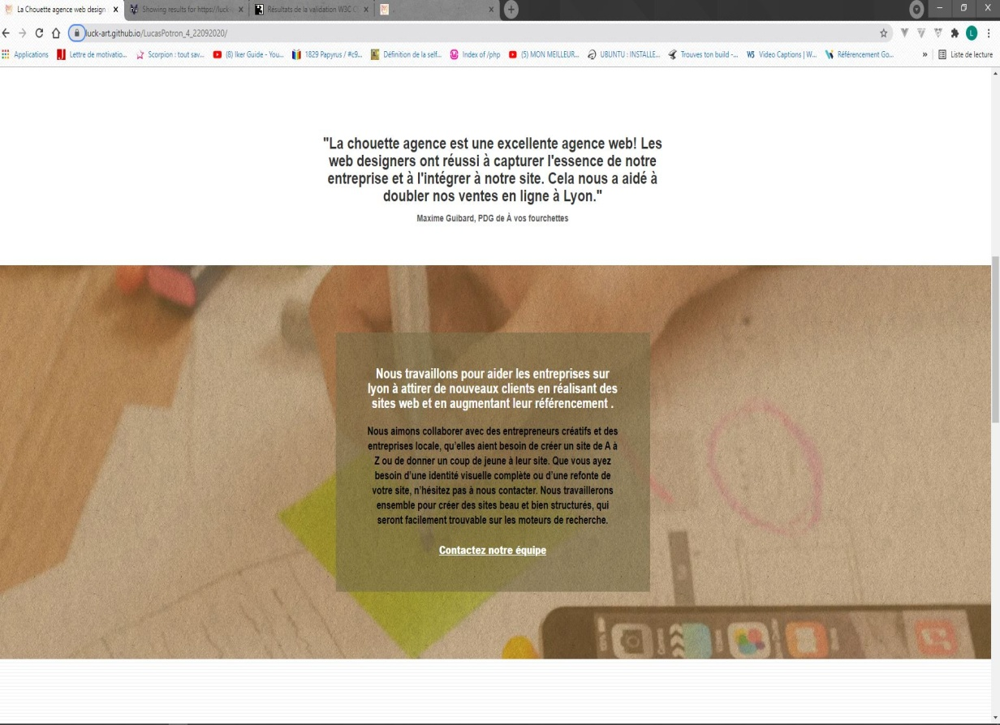 La Chouette agence web design
Showing results for https://luck-
Résultats de la validation W3C C
luck-art.github.io/LucasPotron_4_22092020/
L
Applications
Lettre de motivatio...
Scorpion : tout sav...
(8) Iker Guide - You...
1829 Papyrus / #c9...
Définition de la self...
Index of /php
(5) MON MEILLEUR...
UBUNTU : INSTALLE...
Trouves ton build -...
Video Captions | W...
Référencement Go...
»
Liste de lecture
"La chouette agence est une excellente agence web! Les
web designers ont réussi à capturer l'essence de notre
entreprise et à l'intégrer à notre site. Cela nous a aidé à
doubler nos ventes en ligne à Lyon."
Maxime Guibard, PDG de À vos fourchettes
Nous travaillons pour aider les entreprises sur
lyon à attirer de nouveaux clients en réalisant des
sites web et en augmentant leur référencement .
Nous aimons collaborer avec des entrepreneurs créatifs et des
entreprises locale, qu’elles aient besoin de créer un site de A à
Z ou de donner un coup de jeune à leur site. Que vous ayez
besoin d’une identité visuelle complète ou d’une refonte de
votre site, n’hésitez pas à nous contacter. Nous travaillerons
ensemble pour créer des sites beau et bien structurés, qui
seront facilement trouvable sur les moteurs de recherche.
Contactez notre équipe